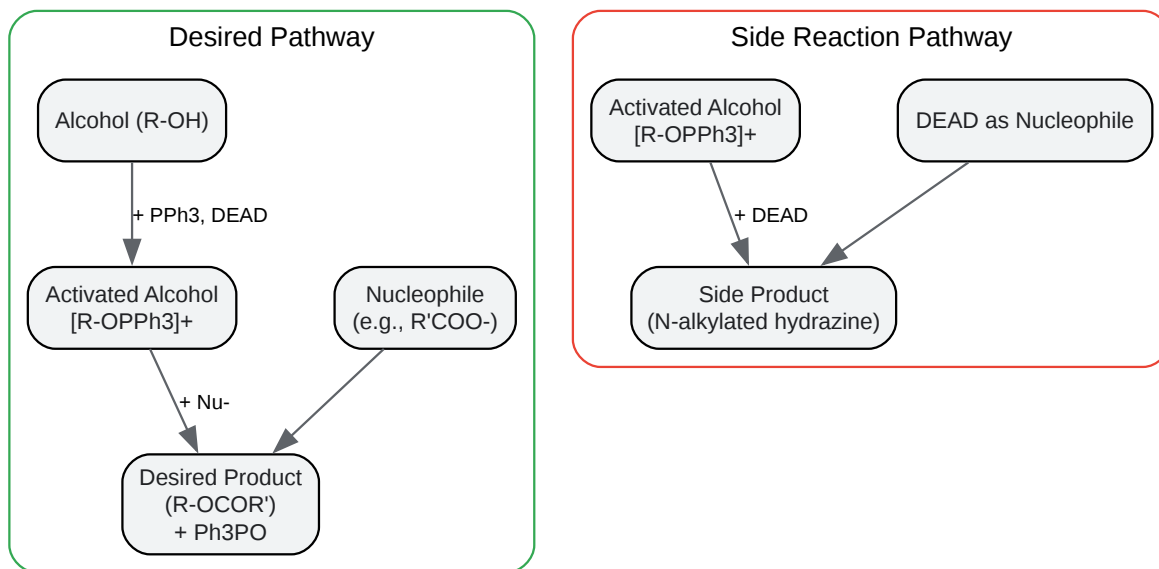 Desired Pathway
Alcohol (R-OH)
+ PPh3, DEAD
Activated Alcohol
[R-OPPh3]+
Nucleophile
(e.g., R'COO-)
+ Nu-
Desired Product
(R-OCOR')
+ Ph3PO
Side Reaction Pathway
Activated Alcohol
[R-OPPh3]+
DEAD as Nucleophile
+ DEAD
Side Product
(N-alkylated hydrazine)